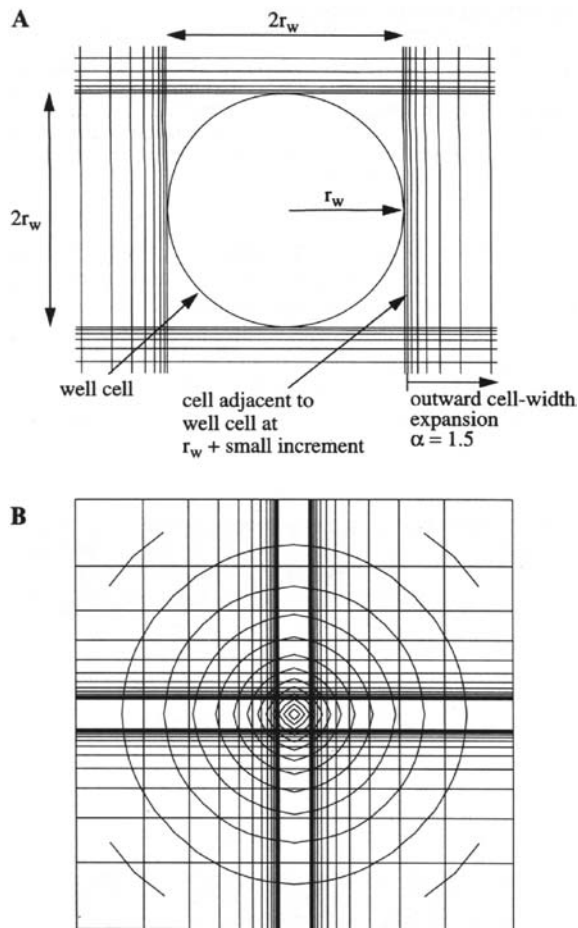 A
2r_w
2r_w
r_w
well cell
cell adjacent to
well cell at
r_w + small increment
outward cell-width
expansion
α = 1.5
B